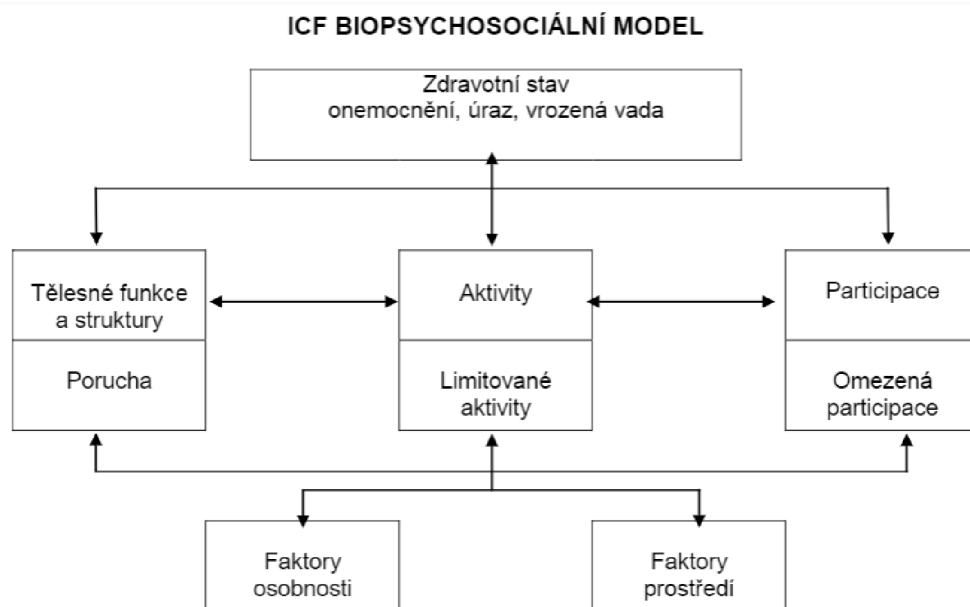 ICF BIOPSYCHOSOCIÁLNÍ MODEL
Zdravotní stav
onemocnění, úraz, vrozená vada
Tělesné funkce
a struktury
Aktivity
Participace
Porucha
Limitované
aktivity
Omezená
participace
Faktory
osobnosti
Faktory
prostředí